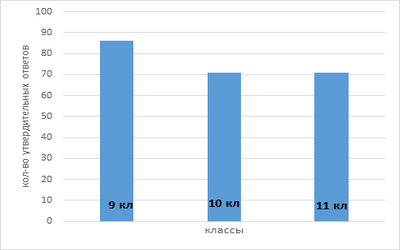 100
90
80
70
60
50
40
30
20
10
0
кол-во утвердительных ответов
9 кл
10 кл
11 кл
классы